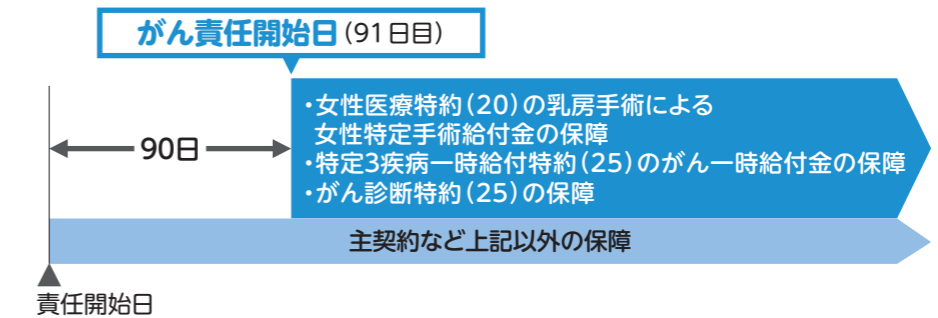 がん責任開始日(91日目)
90日
・女性医療特約(20)の乳房手術による
女性特定手術給付金の保障
・特定3疾病一時給付特約(25)のがん一時給付金の保障
・がん診断特約(25)の保障
主契約など上記以外の保障
責任開始日